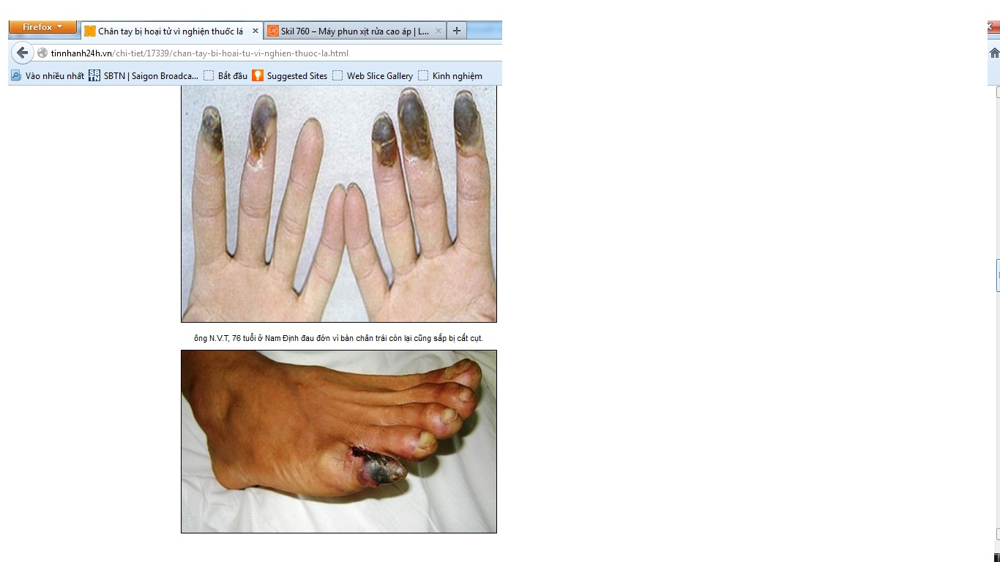 Firefox
Chân tay bị hoại tử vì nghiện thuốc lá
Skil 760 – Máy phun xịt rửa cao áp | L...
tinnhanh24h.vn/chi-tiet/17339/chan-tay-bi-hoai-tu-vi-nghien-thuoc-la.html
Vào nhiều nhất
SBTN | Saigon Broadca...
Bắt đầu
Suggested Sites
Web Slice Gallery
Kinh nghiệm
ông N.V.T, 76 tuổi ở Nam Định đau đớn vì bàn chân trái còn lại cũng sắp bị cắt cụt.